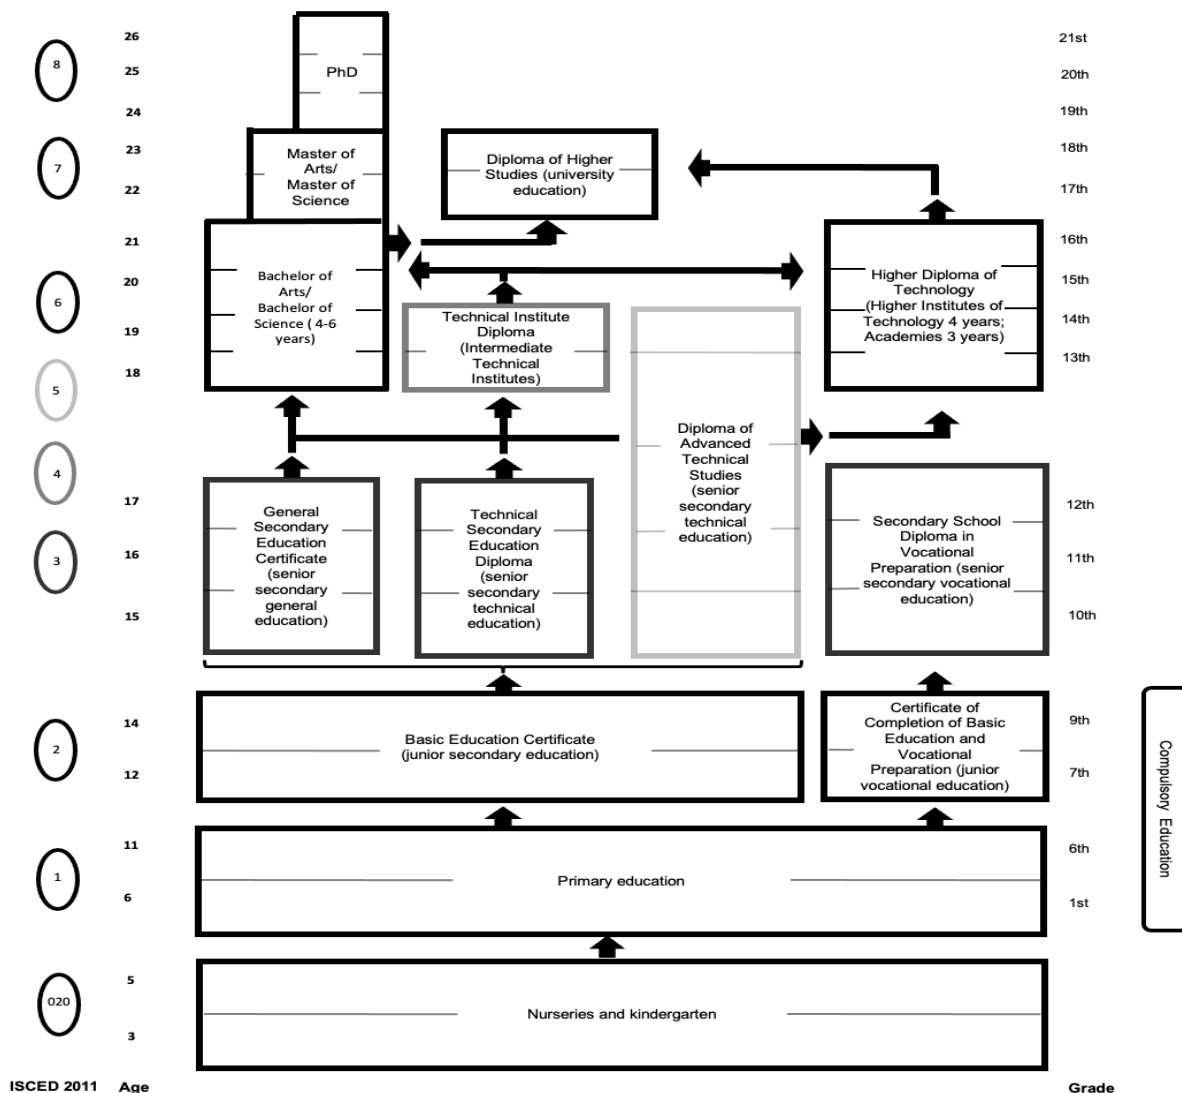 26
21st
8
PhD
25
20th
24
19th
7
23
18th
Master of
Arts/
Master of
Science
Diploma of Higher
Studies (university
education)
22
17th
21
16th
6
20
15th
Bachelor of
Arts/
Bachelor of
Science ( 4-6
years)
Technical Institute
Diploma
(Intermediate
Technical
Institutes)
Higher Diploma of
Technology
(Higher Institutes of
Technology 4 years;
Academies 3 years)
19
14th
18
13th
5
4
Diploma of
Advanced
Technical
Studies
(senior
secondary
technical
education)
17
12th
General
Secondary
Education
Certificate
(senior
secondary
general
education)
Technical
Secondary
Education
Diploma
(senior
secondary
technical
education)
Secondary School
Diploma in
Vocational
Preparation (senior
secondary vocational
education)
3
16
11th
15
10th
2
14
9th
Basic Education Certificate
(junior secondary education)
Certificate of
Completion of Basic
Education and
Vocational
Preparation (junior
vocational education)
12
7th
Compulsory Education
11
6th
1
Primary education
6
1st
5
020
Nurseries and kindergarten
3
ISCED 2011
Age
Grade